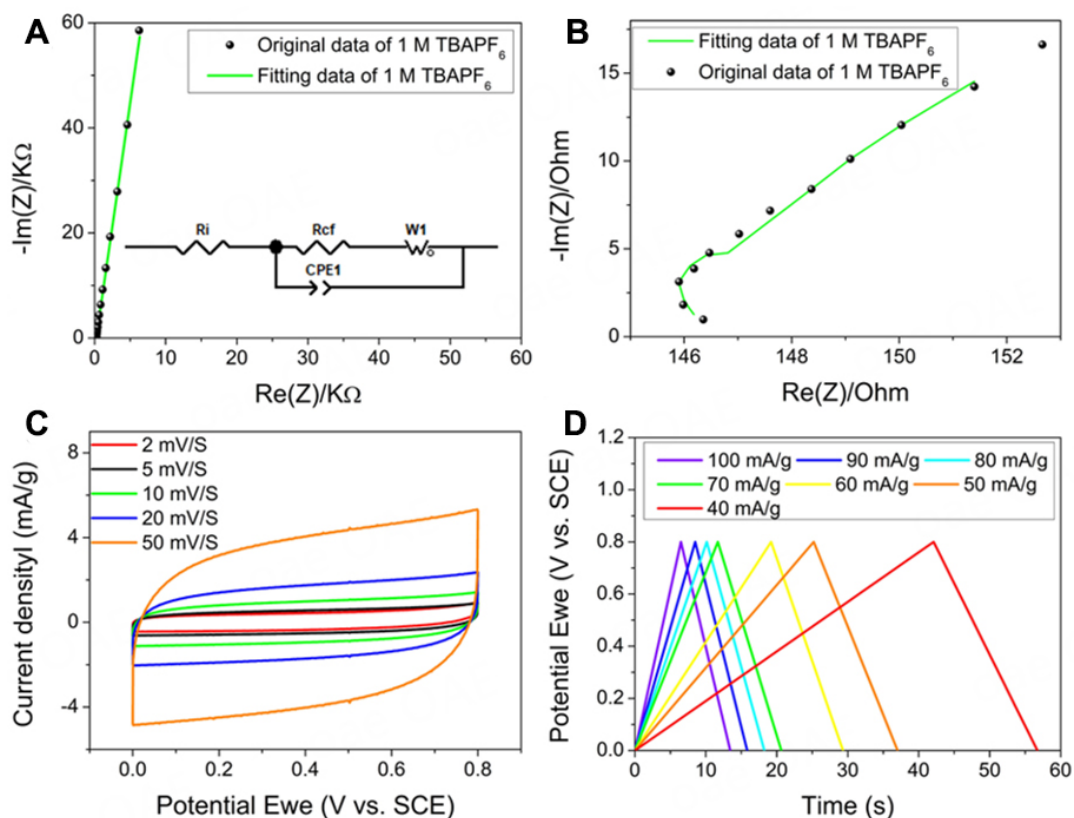 A
60
40
20
0
-Im(Z)/KΩ
Original data of 1 M TBAPF₆
Fitting data of 1 M TBAPF₆
Ri
Rcf
W1
CPE1
0 10 20 30 40 50 60
Re(Z)/KΩ
B
15
10
5
0
-Im(Z)/Ohm
Fitting data of 1 M TBAPF₆
Original data of 1 M TBAPF₆
146 148 150 152
Re(Z)/Ohm
C
8
4
0
-4
Current densityl (mA/g)
2 mV/S
5 mV/S
10 mV/S
20 mV/S
50 mV/S
0.0 0.2 0.4 0.6 0.8
Potential Ewe (V vs. SCE)
D
1.2
1.0
0.8
0.6
0.4
0.2
0.0
Potential Ewe (V vs. SCE)
100 mA/g 90 mA/g 80 mA/g
70 mA/g 60 mA/g 50 mA/g
40 mA/g
0 10 20 30 40 50 60
Time (s)